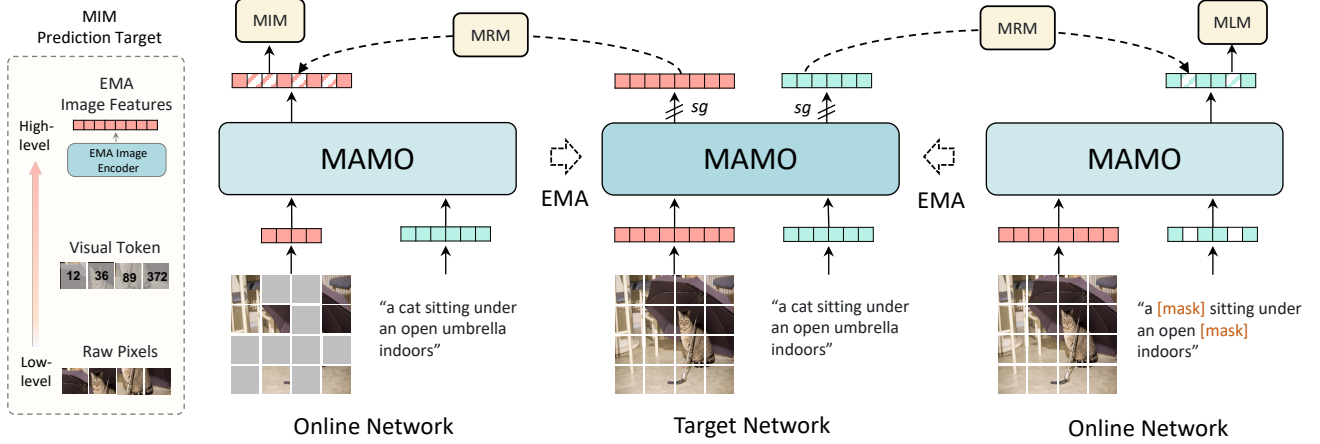 MIM
Prediction Target
EMA
Image Features
High-
level
EMA Image
Encoder
Visual Token
12 36 89 372
Low-
level
Raw Pixels
MIM
MRM
MRM
MLM
sg
sg
MAMO
EMA
MAMO
EMA
MAMO
“a cat sitting under
an open umbrella
indoors”
“a cat sitting under
an open umbrella
indoors”
“a [mask] sitting under
an open [mask]
indoors”
Online Network
Target Network
Online Network